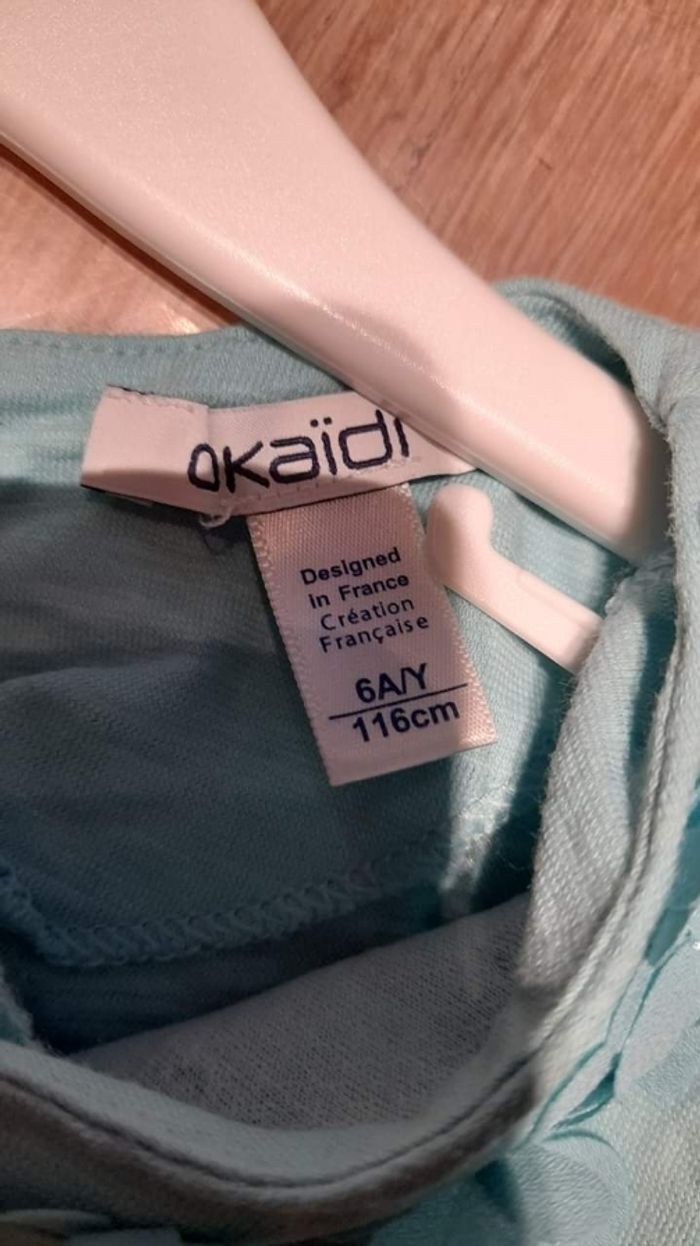 okaïdi
Designed
in France
Création
Française
6A/Y
116cm